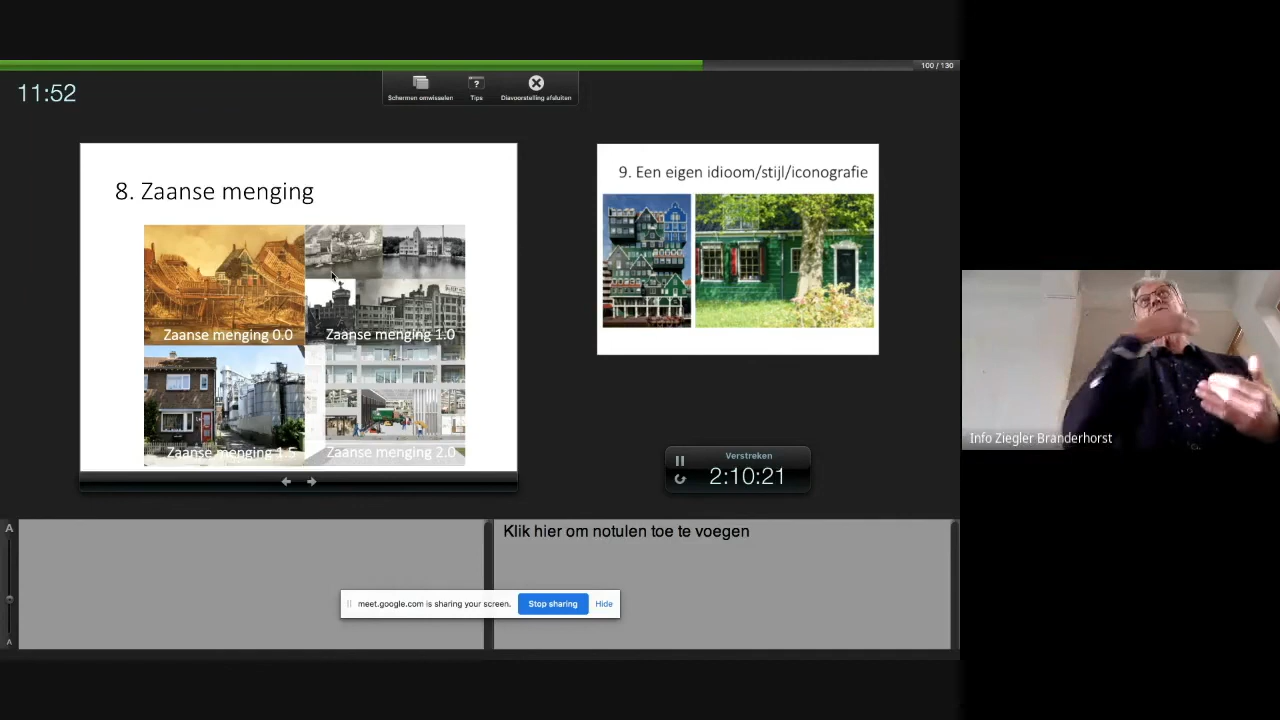 100 / 130
11:52
Schermen omwisselen
Tips
Diavoorstelling afsluiten
8. Zaanse menging
Zaanse menging 0.0
Zaanse menging 1.0
Zaanse menging 1.5
Zaanse menging 2.0
9. Een eigen idioom/stijl/iconografie
Verstreken
2:10:21
A
A
Klik hier om notulen toe te voegen
meet.google.com is sharing your screen.
Stop sharing
Hide
Info Ziegler Branderhorst